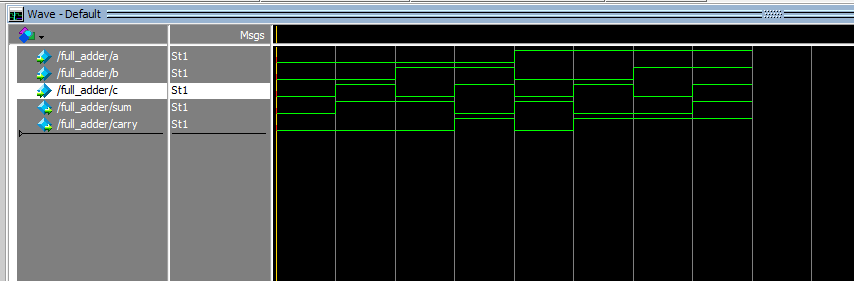 Wave - Default
Msgs
/full_adder/a St1
/full_adder/b St1
/full_adder/c St1
/full_adder/sum St1
/full_adder/carry St1